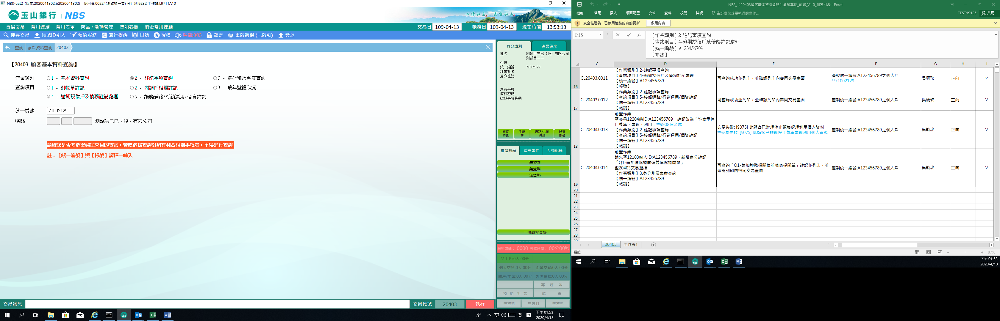 NBS-uat2 (版本:2020041302.b2020041302) 使用者:00224(測試櫃一寅) 分行別:9232 工作站:L9711A10
玉山銀行 | NBS
心清如玉，義重如山。
自選交易 常用連結 常用表單 商品 / 活動管理 智能客服 消金常用連結
交易日 109-04-13 帳務日 109-04-13 現在時間 13:53:13
搜尋交易 帳號ID引入 預約服務 蒞行提醒 日誌 授權 廣播:303 鎖定 重啟週邊 (已啟動) 簽退
查詢 存戶資料查詢 20403
【20403 顧客基本資料查詢】
作業類別 1 - 基本資料查詢 2 - 註記事項查詢 3 - 身分別及專案查詢
查詢項目 1 - 對帳單註記 2 - 問題戶相關註記 3 - 成年監護狀況
4 - 逾期授信戶及債務註記處理 5 - 接觸通路/行銷運用/個資註記
統一編號 71002129
帳號 測試洪三巳（股）有限公司
請確認是否基於業務往來目的查詢，若屬於被查詢對象有利益相關事項者，不得進行查詢
註：［統一編號］與［帳號］請擇一輸入
身分識別 產品往來
姓名 測試洪三巳（股）有限公司
測試黃一一
生日
統一編號 71002129
理專姓名
身分註記
注意事項
簡訊密碼
近期事故異動
顧客資訊 手續費 通路/共同行銷 顧客影像
推薦商品 重要事件 互動記錄
無資料
無資料
無資料
一般轉介登錄
服務號碼： 0000 等候時間： 00分00秒
V I P:0人 00分
個人交易:0人 00分 企業交易:0人 00分
開戶/申請:0人 00分 外匯業務:0人 00分
再 呼 叫
預 約 叫 號 結 束
無資料 無資料 無資料
交易訊息 交易代號 20403 執行
英 下午 01:53
2020/4/13
NBS_【20403顧客基本資料查詢】測試案例_前端_V1.0_測資回覆 - Excel
檔案 常用 插入 版面配置 公式 資料 校閱 檢視 告訴我您想要執行的動作... TEST19125 共用
安全性警告 已停用連結的自動更新 啟用內容
D16
【作業類別】2-註記事項查詢
【查詢項目】4-逾期授信戶及債務註記處理
【統一編號】A123456789
【帳號】
C D E F G H I
16 CL20403.0011
【作業類別】2-註記事項查詢
【查詢項目】4-逾期授信戶及債務註記處理
【統一編號】A123456789
【帳號】
可查詢成功並列印，並確認列印內容同交易畫面
產製統一編號:A123456789之個人戶
**71002129
吳毓玟 正向 V
17 CL20403.0012
【作業類別】2-註記事項查詢
【查詢項目】5-接觸通路/行銷運用/個資註記
【統一編號】A123456789
【帳號】
可查詢成功並列印，並確認列印內容同交易畫面
產製統一編號:A123456789之個人戶
吳毓玟 正向 V
18 CL20403.0013
前置作業
至交易12204將ID:A123456789，註記改為「Y-表示停
止蒐集、處理、利用」**9908個金處
【作業類別】2-註記事項查詢
【查詢項目】5-接觸通路/行銷運用/個資註記
【統一編號】A123456789
【帳號】
交易失敗: [S075] 此顧客已辦理停止蒐集處理利用個人資料
**交易失敗: [S075] 此顧客已辦理停止蒐集處理利用個人資料
產製統一編號:A123456789之個人戶
吳毓玟 正向 V
19 CL20403.0014
前置作業
請先至12103輸入ID:A123456789，新增身分註記
「Q1-請加強臨櫃關懷並填寫提問單」
至20403交易選擇
【作業類別】3.身分別及專案查詢
【統一編號】A123456789
【帳號】
可查詢「Q1-請加強臨櫃關懷並填寫提問單」註記並列印，並
確認列印內容同交易畫面
產製統一編號:A123456789之個人戶
吳毓玟 正向 V
20
21
22
23
24
25
26
27
28
20403 工作表1
編輯 87%
下午 01:53
2020/4/13